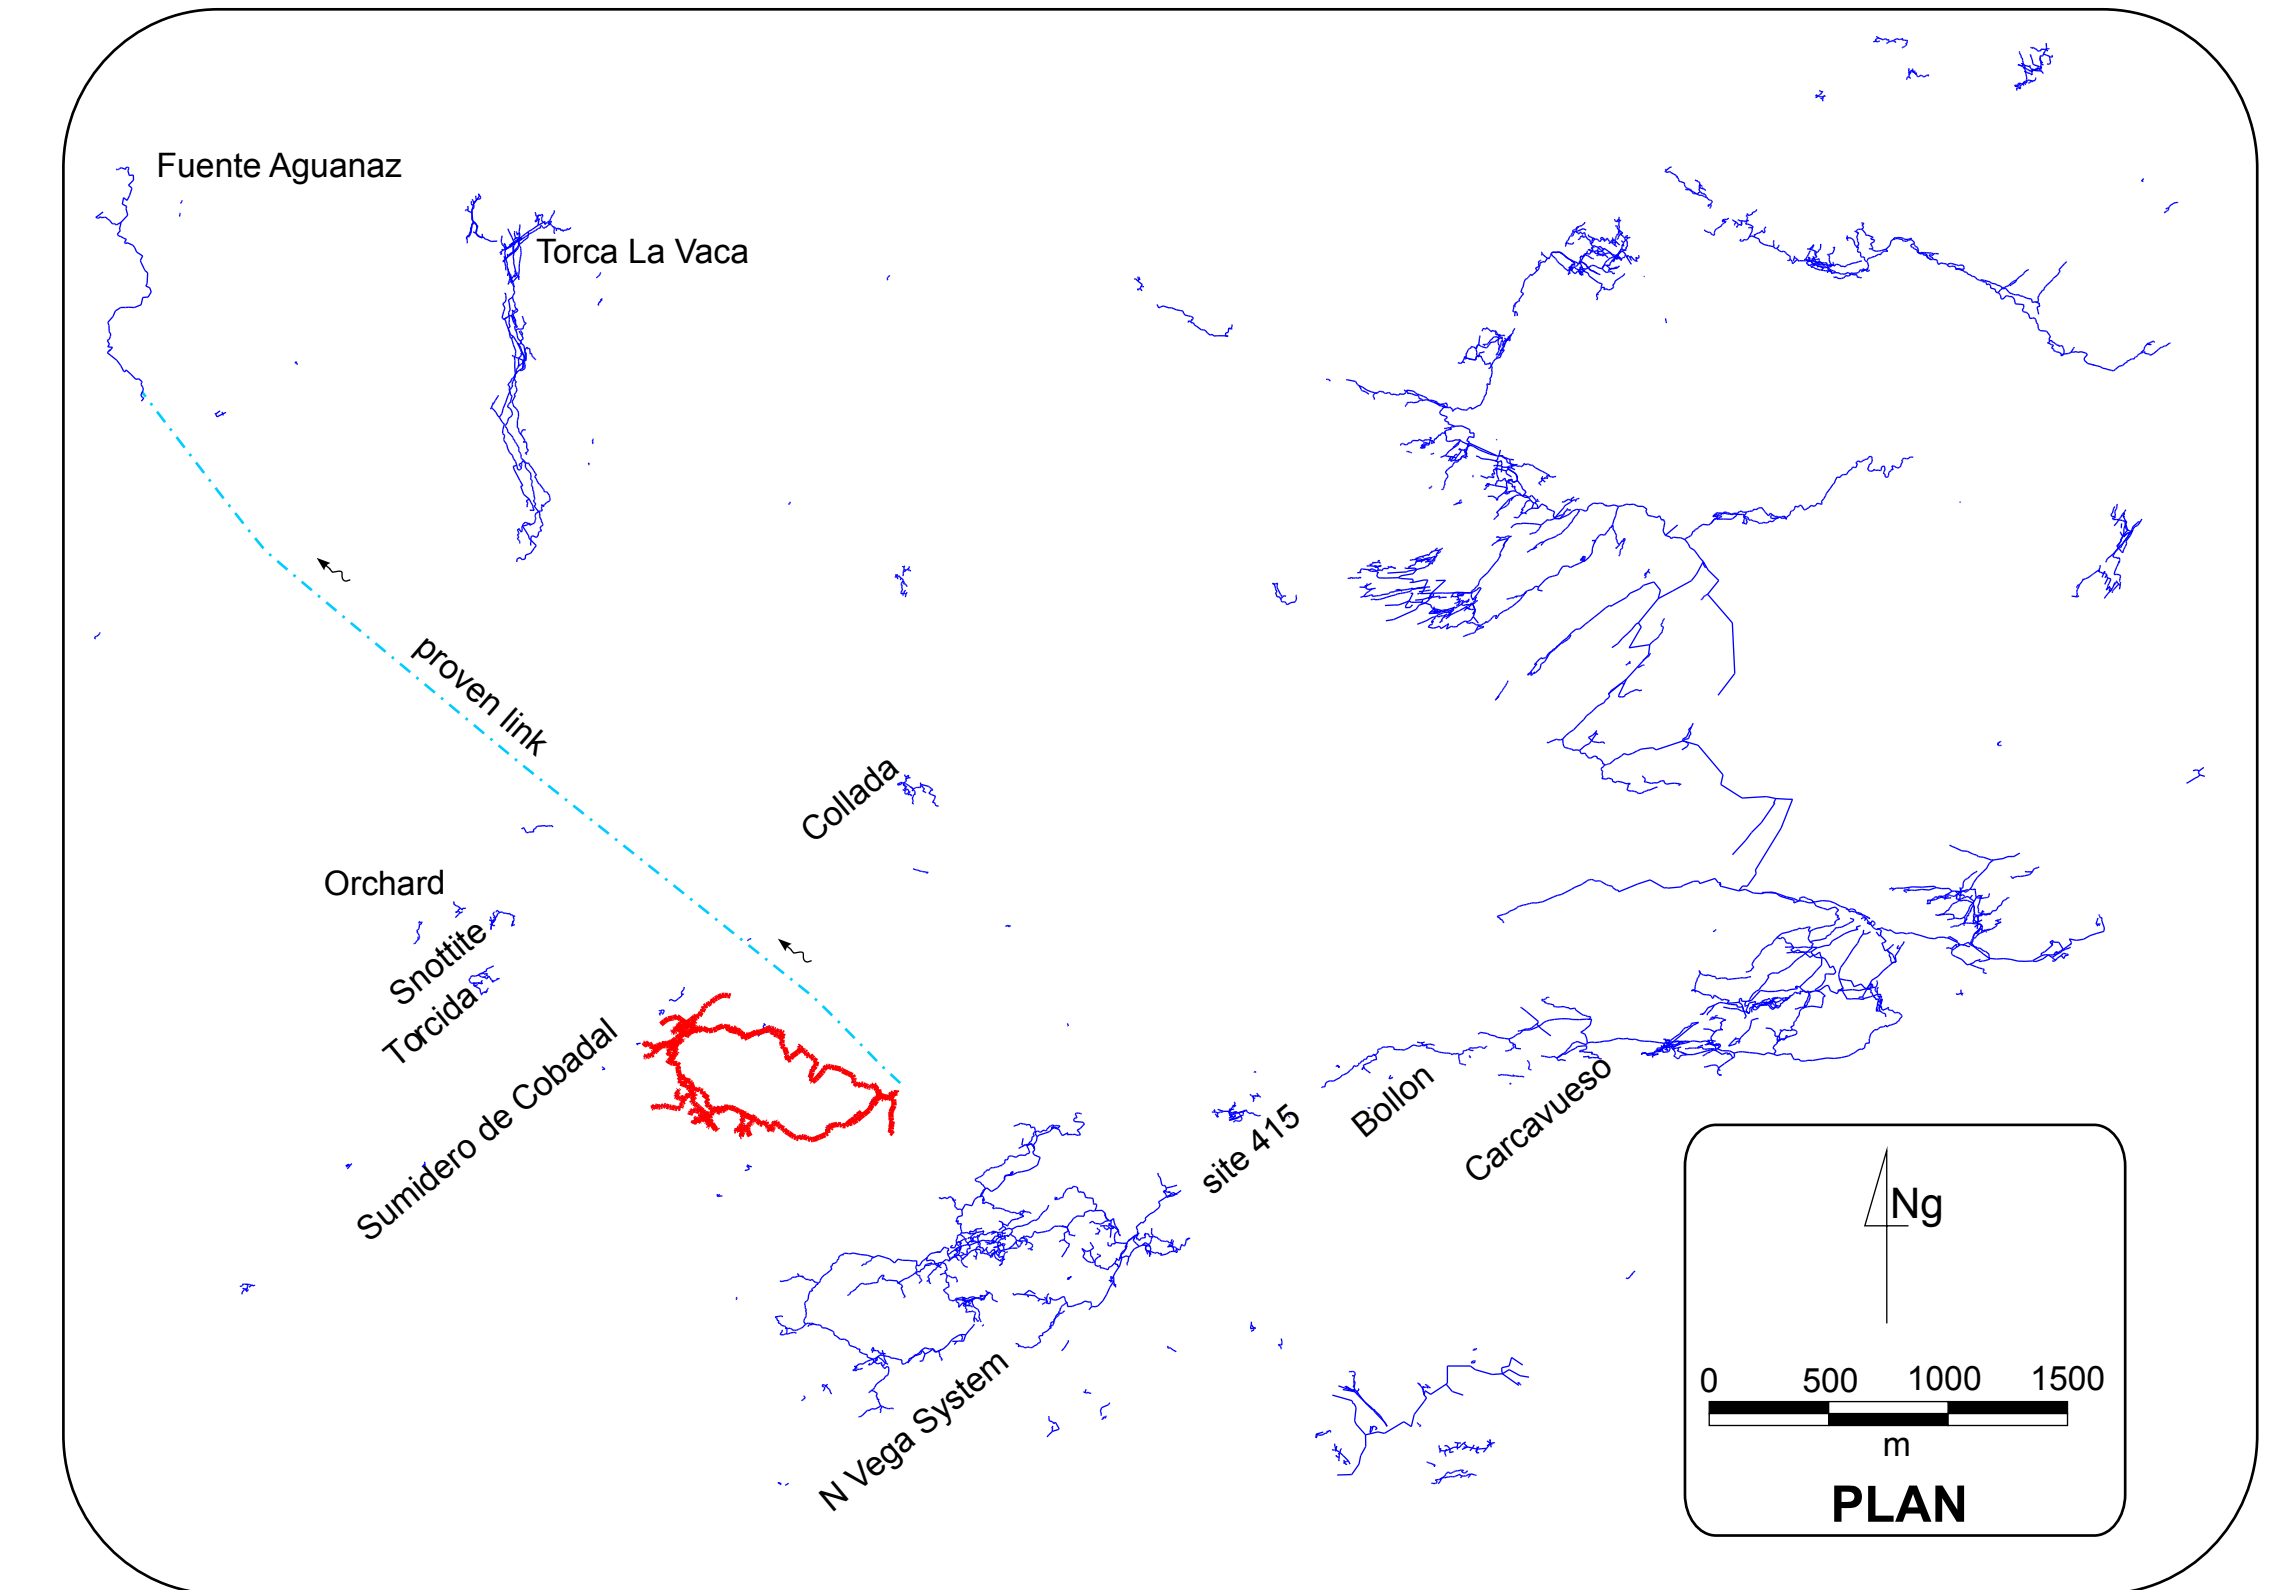 Fuente Aguanaz
Torca La Vaca
proven link
Collada
Orchard
Snottite
Torcida
Sumidero de Cobadal
site 415
Bollon
Carcavueso
N Vega System
Ng
0 500 1000 1500
m
PLAN